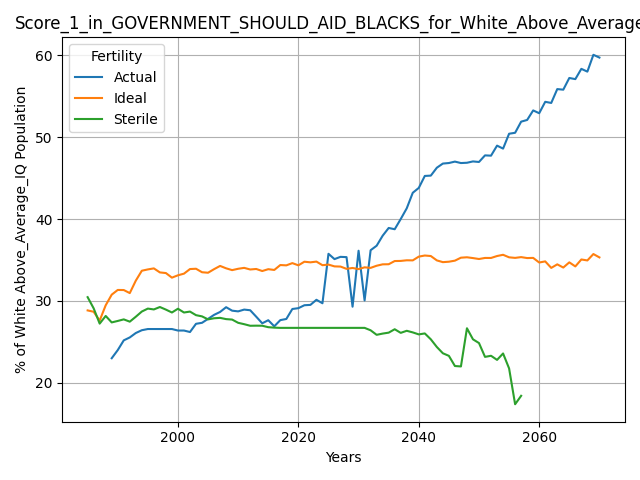 Score_1_in_GOVERNMENT_SHOULD_AID_BLACKS_for_White_Above_Average
Fertility
Actual
Ideal
Sterile
% of White Above_Average_IQ Population
60
50
40
30
20
2000
2020
2040
2060
Years